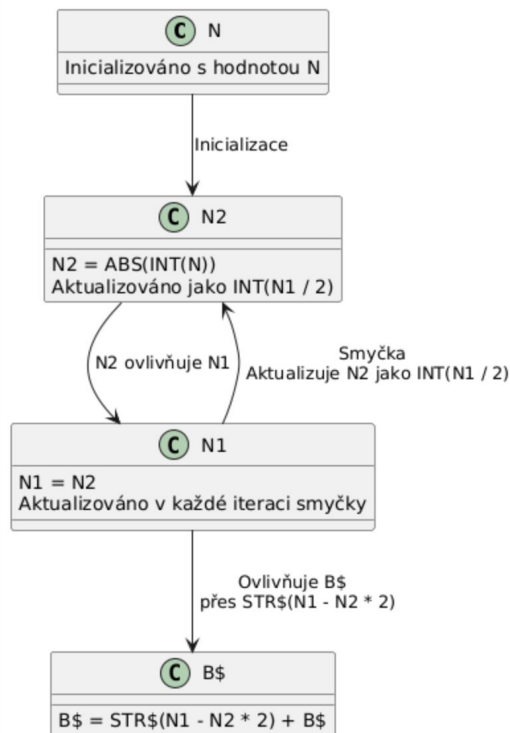 C N
Inicializováno s hodnotou N
Inicializace
C N2
N2 = ABS(INT(N))
Aktualizováno jako INT(N1 / 2)
N2 ovlivňuje N1
Smyčka
Aktualizuje N2 jako INT(N1 / 2)
C N1
N1 = N2
Aktualizováno v každé iteraci smyčky
Ovlivňuje B$
přes STR$(N1 - N2 * 2)
C B$
B$ = STR$(N1 - N2 * 2) + B$